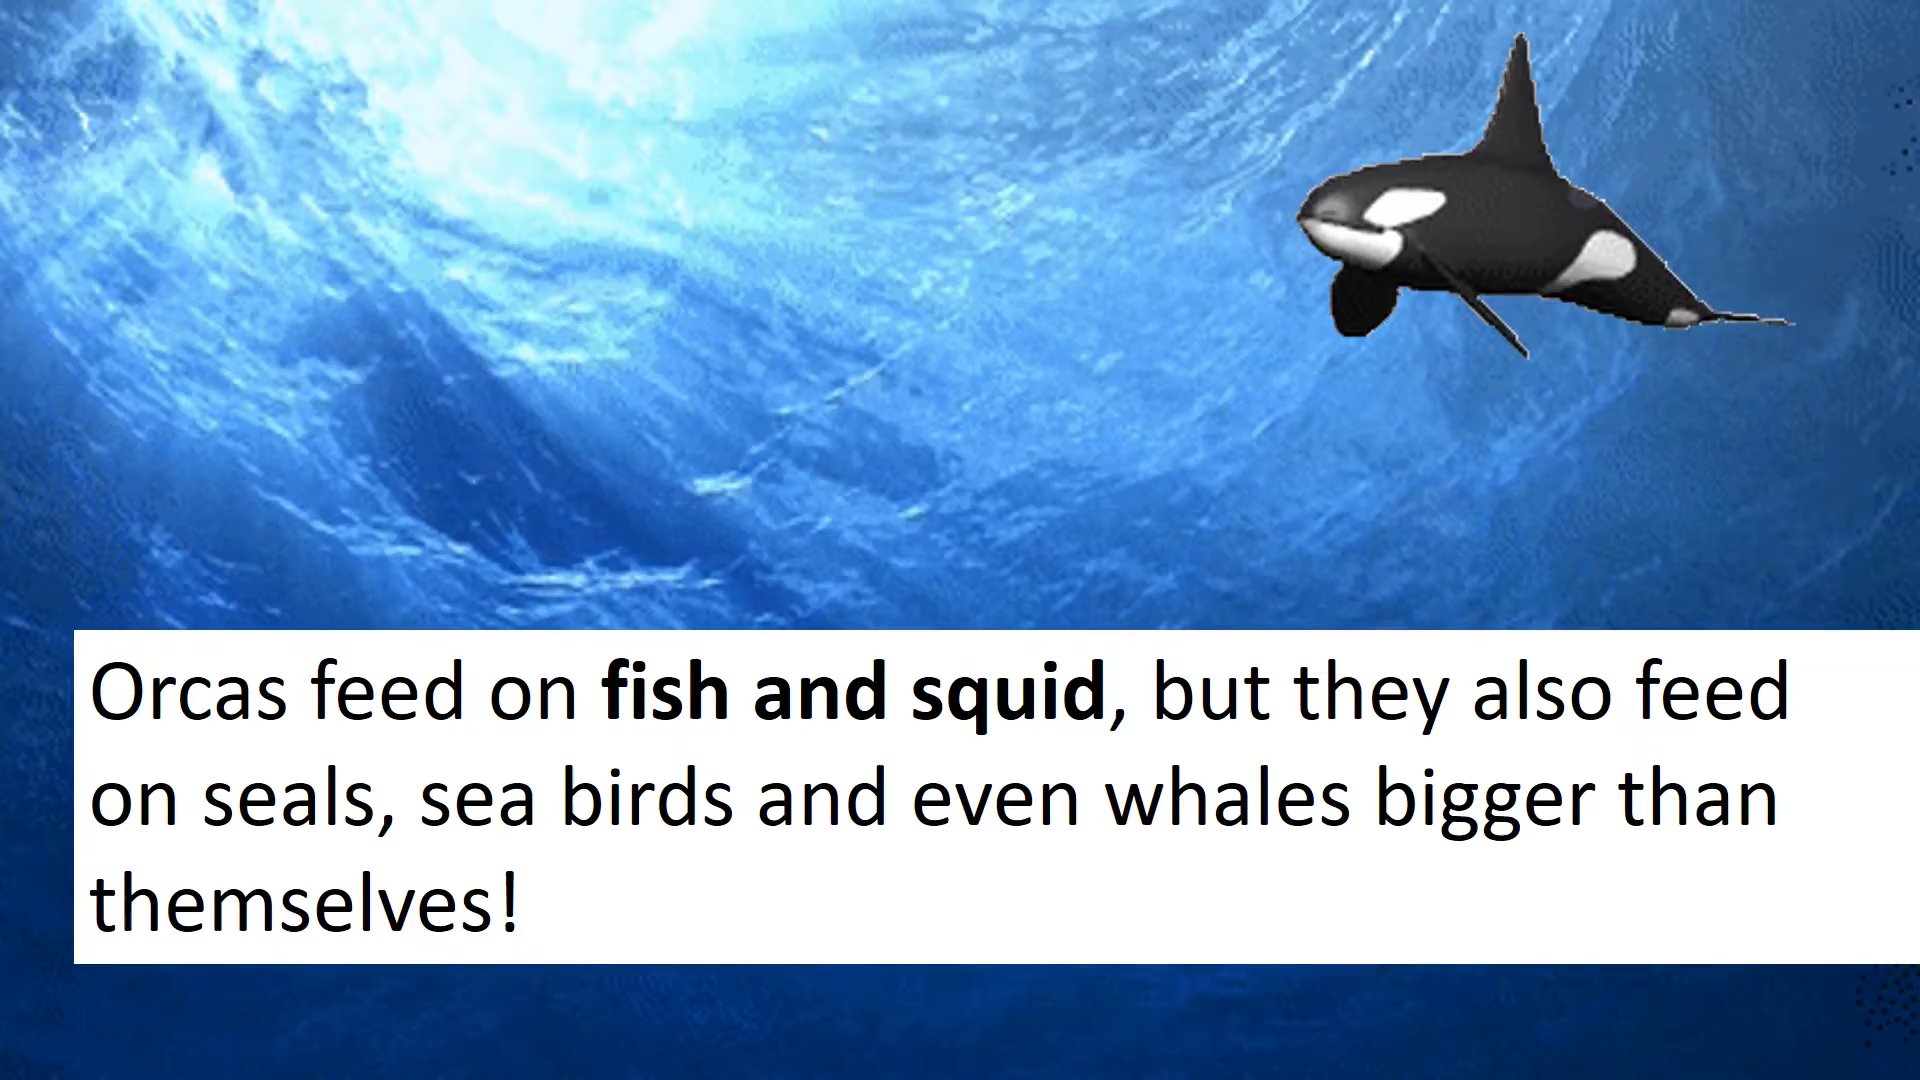 Orcas feed on fish and squid, but they also feed
on seals, sea birds and even whales bigger than
themselves!